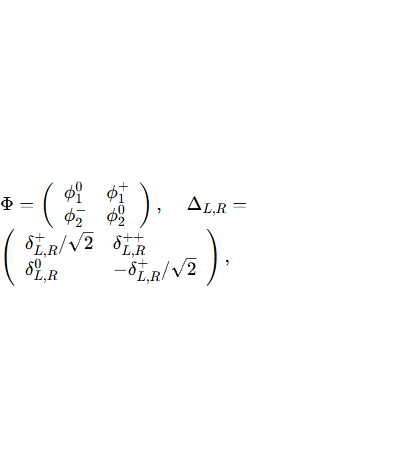 Φ = ( ϕ₁⁰ ϕ₁⁺
ϕ₂⁻ ϕ₂⁰ ) , Δ_{L,R} =
( δ⁺_{L,R}/√2 δ⁺⁺_{L,R}
δ⁰_{L,R} −δ⁺_{L,R}/√2 ) ,